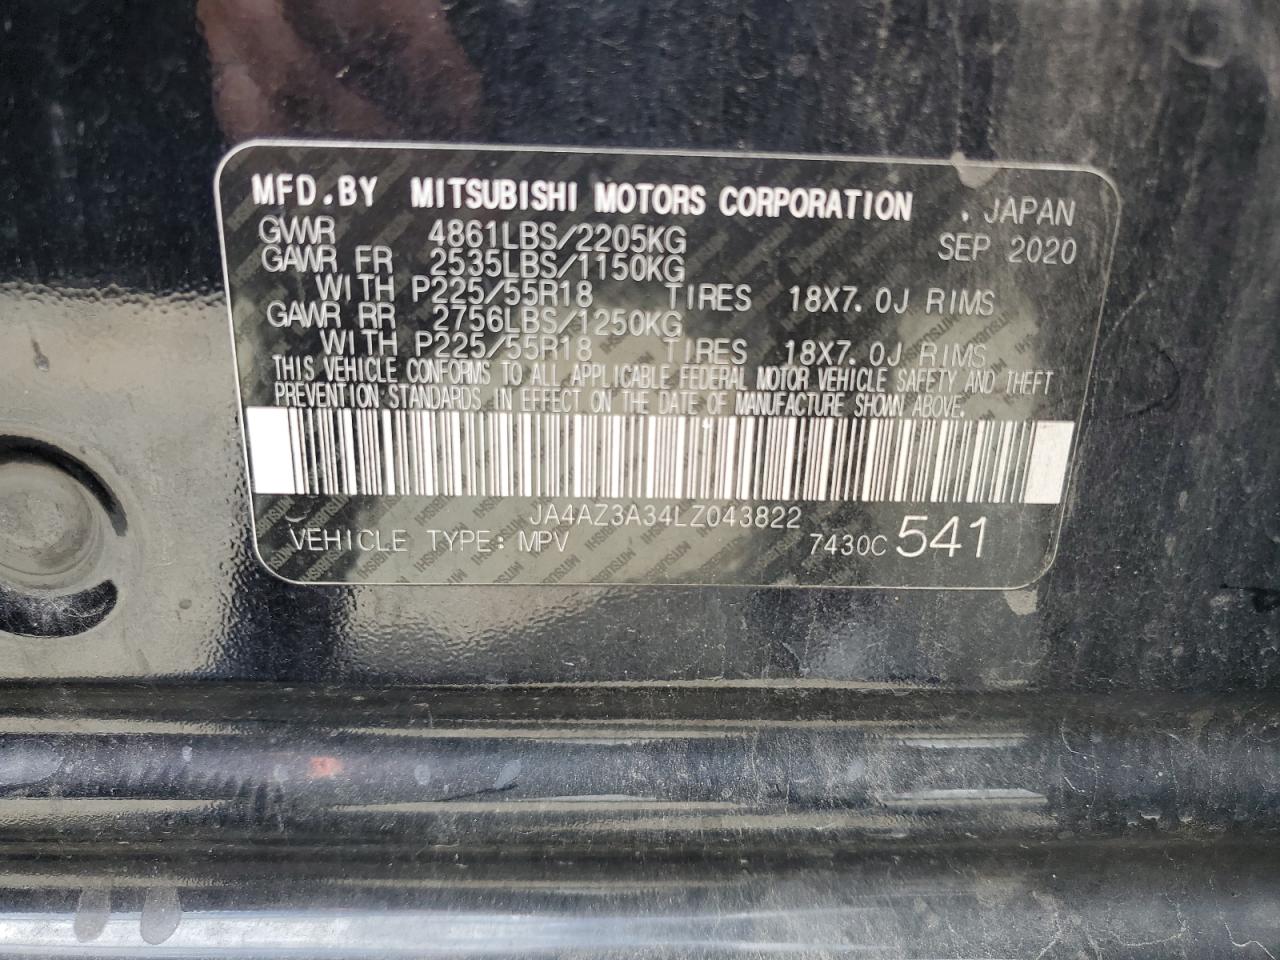 MFD.BY MITSUBISHI MOTORS CORPORATION . JAPAN
GVWR 4861LBS/2205KG SEP 2020
GAWR FR 2535LBS/1150KG
WITH P225/55R18 TIRES 18X7.0J RIMS
GAWR RR 2756LBS/1250KG
WITH P225/55R18 TIRES 18X7.0J RIMS
THIS VEHICLE CONFORMS TO ALL APPLICABLE FEDERAL MOTOR VEHICLE SAFETY AND THEFT
PREVENTION STANDARDS IN EFFECT ON THE DATE OF MANUFACTURE SHOWN ABOVE.
JA4AZ3A34LZ043822
VEHICLE TYPE: MPV 7430C 541